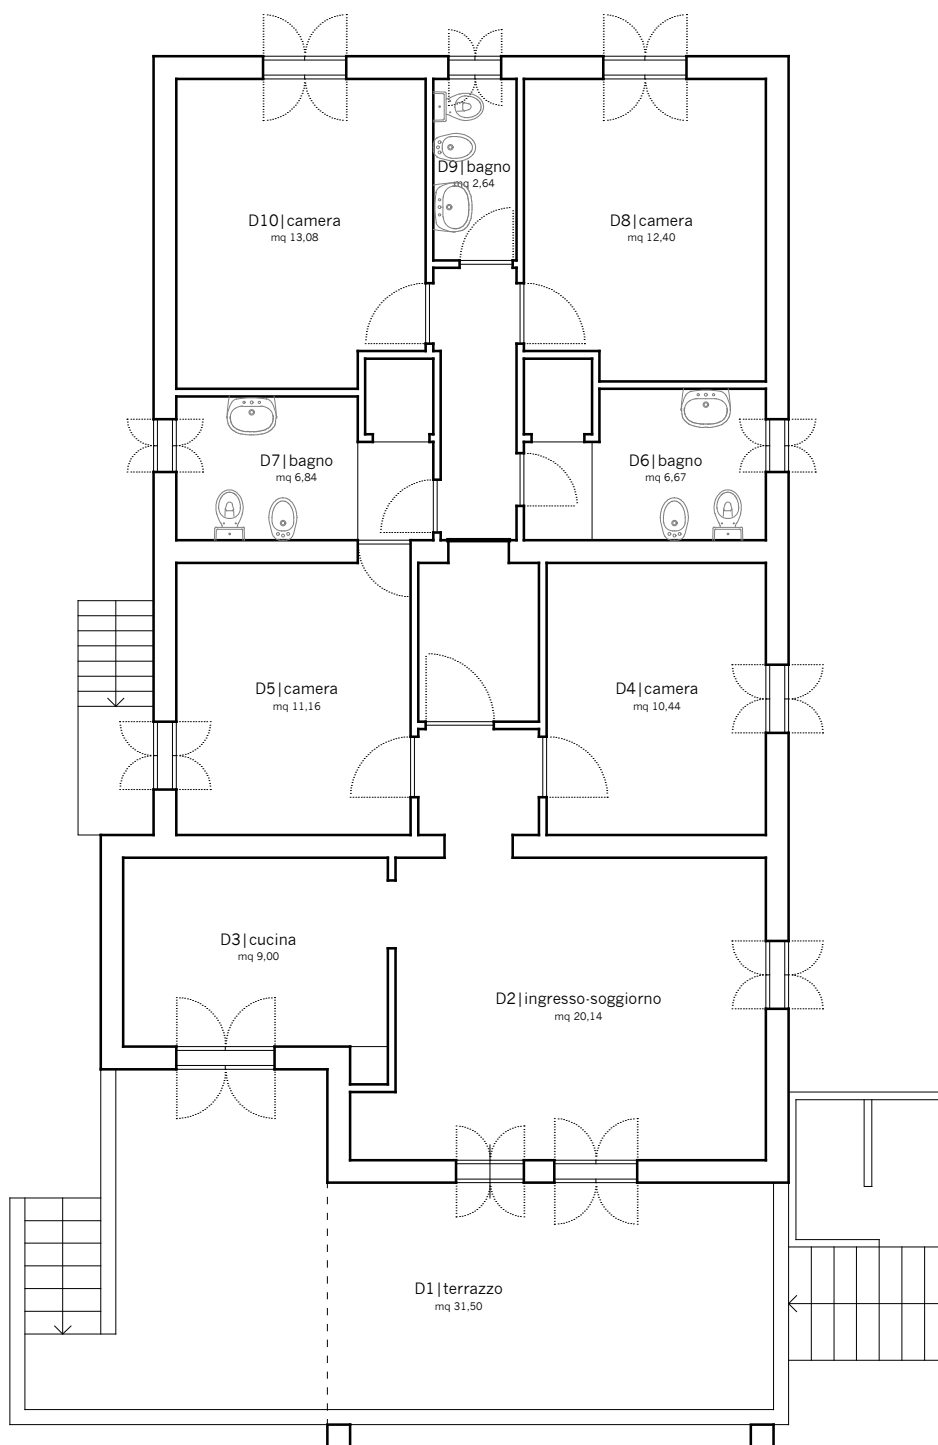 D9|bagno
mq 2,64
D10|camera
mq 13,08
D8|camera
mq 12,40
D7|bagno
mq 6,84
D6|bagno
mq 6,67
D5|camera
mq 11,16
D4|camera
mq 10,44
D3|cucina
mq 9,00
D2|ingresso-soggiorno
mq 20,14
D1|terrazzo
mq 31,50